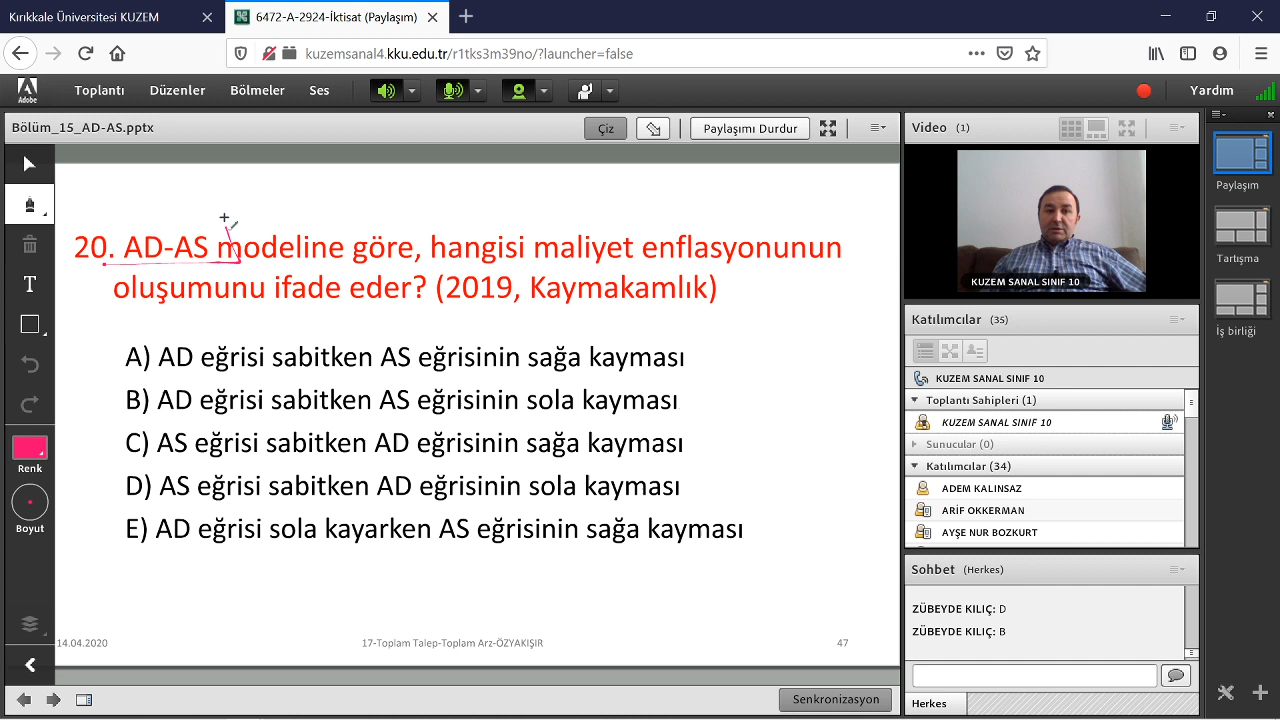 Kırıkkale Üniversitesi KUZEM
6472-A-2924-İktisat (Paylaşım)
kuzemsanal4.kku.edu.tr/r1tks3m39no/?launcher=false
Adobe
Toplantı
Düzenler
Bölmeler
Ses
Yardım
Bölüm_15_AD-AS.pptx
Çiz
Paylaşımı Durdur
20. AD-AS modeline göre, hangisi maliyet enflasyonunun
oluşumunu ifade eder? (2019, Kaymakamlık)
A) AD eğrisi sabitken AS eğrisinin sağa kayması
B) AD eğrisi sabitken AS eğrisinin sola kayması
C) AS eğrisi sabitken AD eğrisinin sağa kayması
D) AS eğrisi sabitken AD eğrisinin sola kayması
E) AD eğrisi sola kayarken AS eğrisinin sağa kayması
14.04.2020
17-Toplam Talep-Toplam Arz-ÖZYAKIŞIR
47
T
Renk
Boyut
Senkronizasyon
Video (1)
KUZEM SANAL SINIF 10
Katılımcılar (35)
KUZEM SANAL SINIF 10
Toplantı Sahipleri (1)
KUZEM SANAL SINIF 10
Sunucular (0)
Katılımcılar (34)
ADEM KALINSAZ
ARİF OKKERMAN
AYŞE NUR BOZKURT
Sohbet (Herkes)
ZÜBEYDE KILIÇ: D
ZÜBEYDE KILIÇ: B
Herkes
Paylaşım
Tartışma
İş birliği